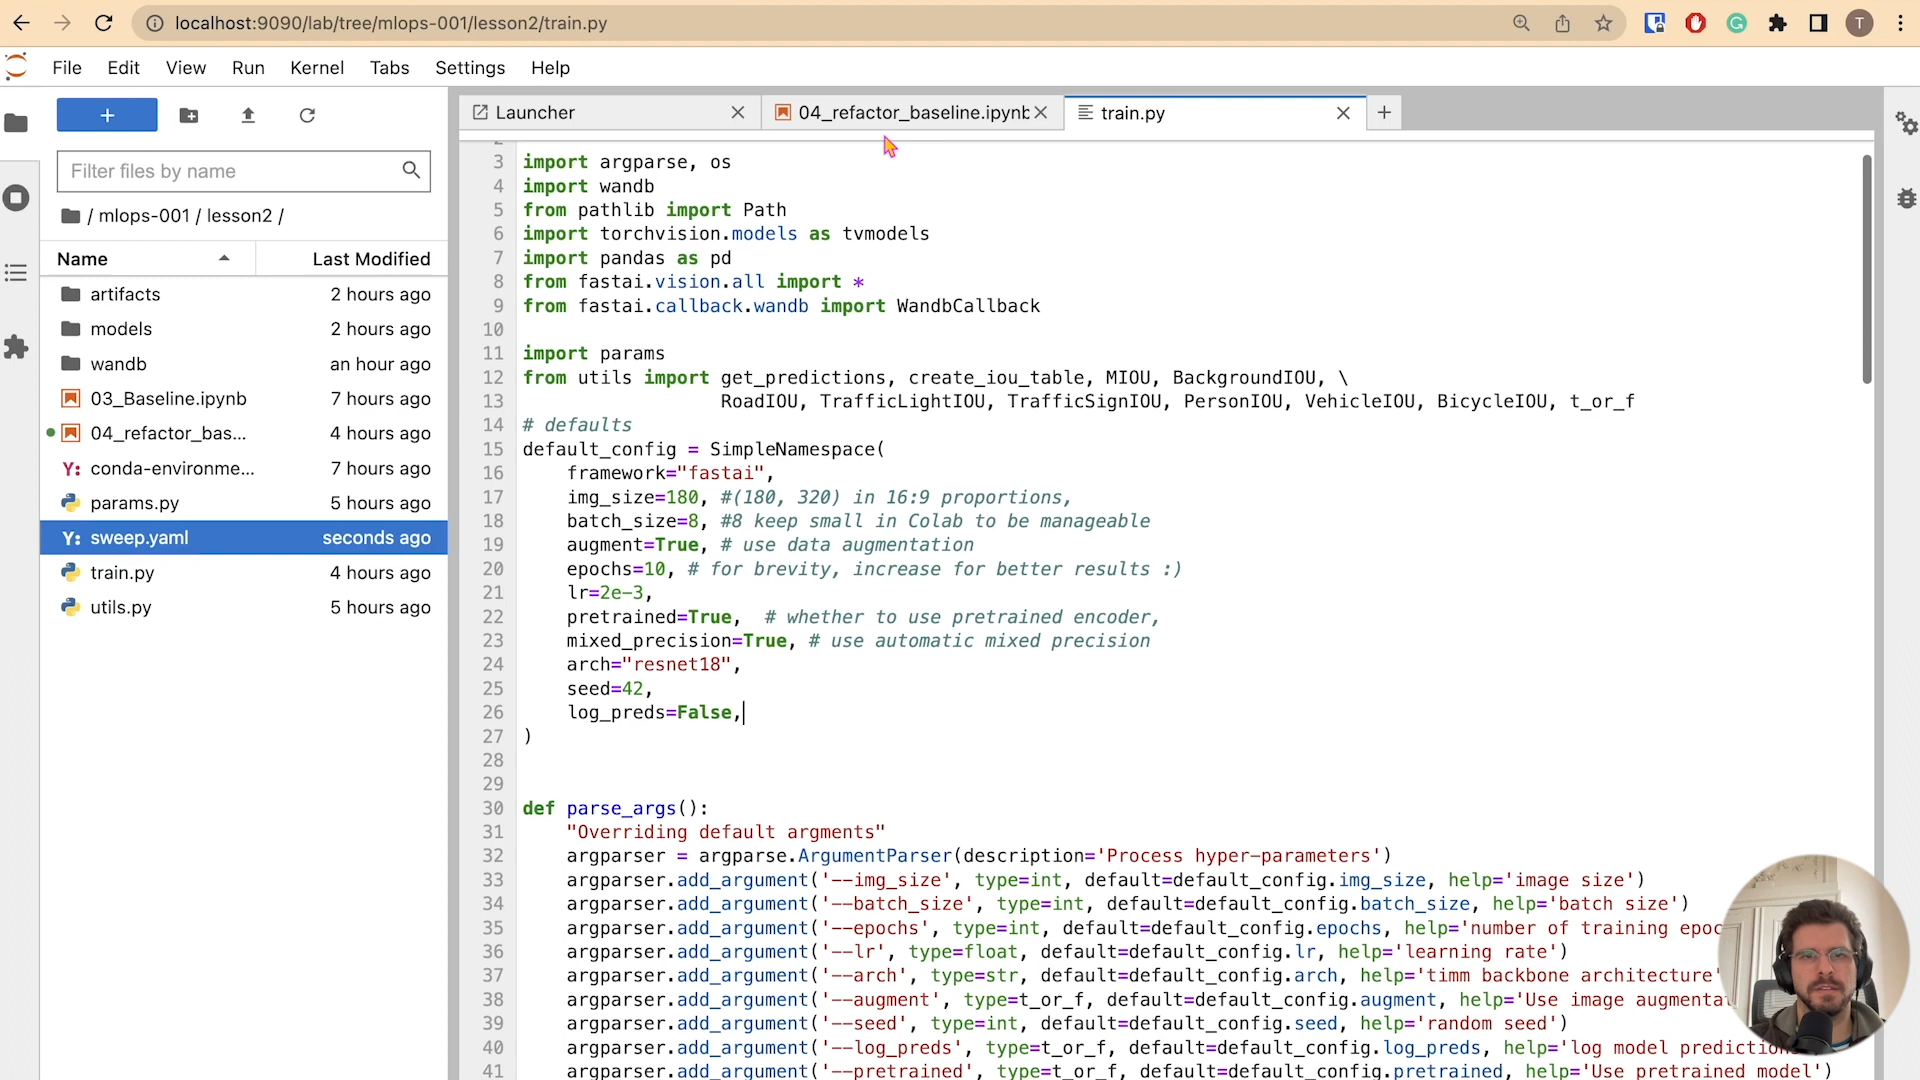 localhost:9090/lab/tree/mlops-001/lesson2/train.py
T
File Edit View Run Kernel Tabs Settings Help
+
Filter files by name
/ mlops-001 / lesson2 /
Name Last Modified
artifacts 2 hours ago
models 2 hours ago
wandb an hour ago
03_Baseline.ipynb 7 hours ago
04_refactor_bas... 4 hours ago
Y: conda-environme... 7 hours ago
params.py 5 hours ago
Y: sweep.yaml seconds ago
train.py 4 hours ago
utils.py 5 hours ago
Launcher 04_refactor_baseline.ipynb train.py
3 import argparse, os
4 import wandb
5 from pathlib import Path
6 import torchvision.models as tvmodels
7 import pandas as pd
8 from fastai.vision.all import *
9 from fastai.callback.wandb import WandbCallback
10
11 import params
12 from utils import get_predictions, create_iou_table, MIOU, BackgroundIOU, \
13 RoadIOU, TrafficLightIOU, TrafficSignIOU, PersonIOU, VehicleIOU, BicycleIOU, t_or_f
14 # defaults
15 default_config = SimpleNamespace(
16 framework="fastai",
17 img_size=180, #(180, 320) in 16:9 proportions,
18 batch_size=8, #8 keep small in Colab to be manageable
19 augment=True, # use data augmentation
20 epochs=10, # for brevity, increase for better results :)
21 lr=2e-3,
22 pretrained=True, # whether to use pretrained encoder,
23 mixed_precision=True, # use automatic mixed precision
24 arch="resnet18",
25 seed=42,
26 log_preds=False,
27 )
28
29
30 def parse_args():
31 "Overriding default argments"
32 argparser = argparse.ArgumentParser(description='Process hyper-parameters')
33 argparser.add_argument('--img_size', type=int, default=default_config.img_size, help='image size')
34 argparser.add_argument('--batch_size', type=int, default=default_config.batch_size, help='batch size')
35 argparser.add_argument('--epochs', type=int, default=default_config.epochs, help='number of training epoc
36 argparser.add_argument('--lr', type=float, default=default_config.lr, help='learning rate')
37 argparser.add_argument('--arch', type=str, default=default_config.arch, help='timm backbone architecture'
38 argparser.add_argument('--augment', type=t_or_f, default=default_config.augment, help='Use image augmenta
39 argparser.add_argument('--seed', type=int, default=default_config.seed, help='random seed')
40 argparser.add_argument('--log_preds', type=t_or_f, default=default_config.log_preds, help='log model prediction
41 argparser.add_argument('--pretrained', type=t_or_f, default=default_config.pretrained, help='Use pretrained model')